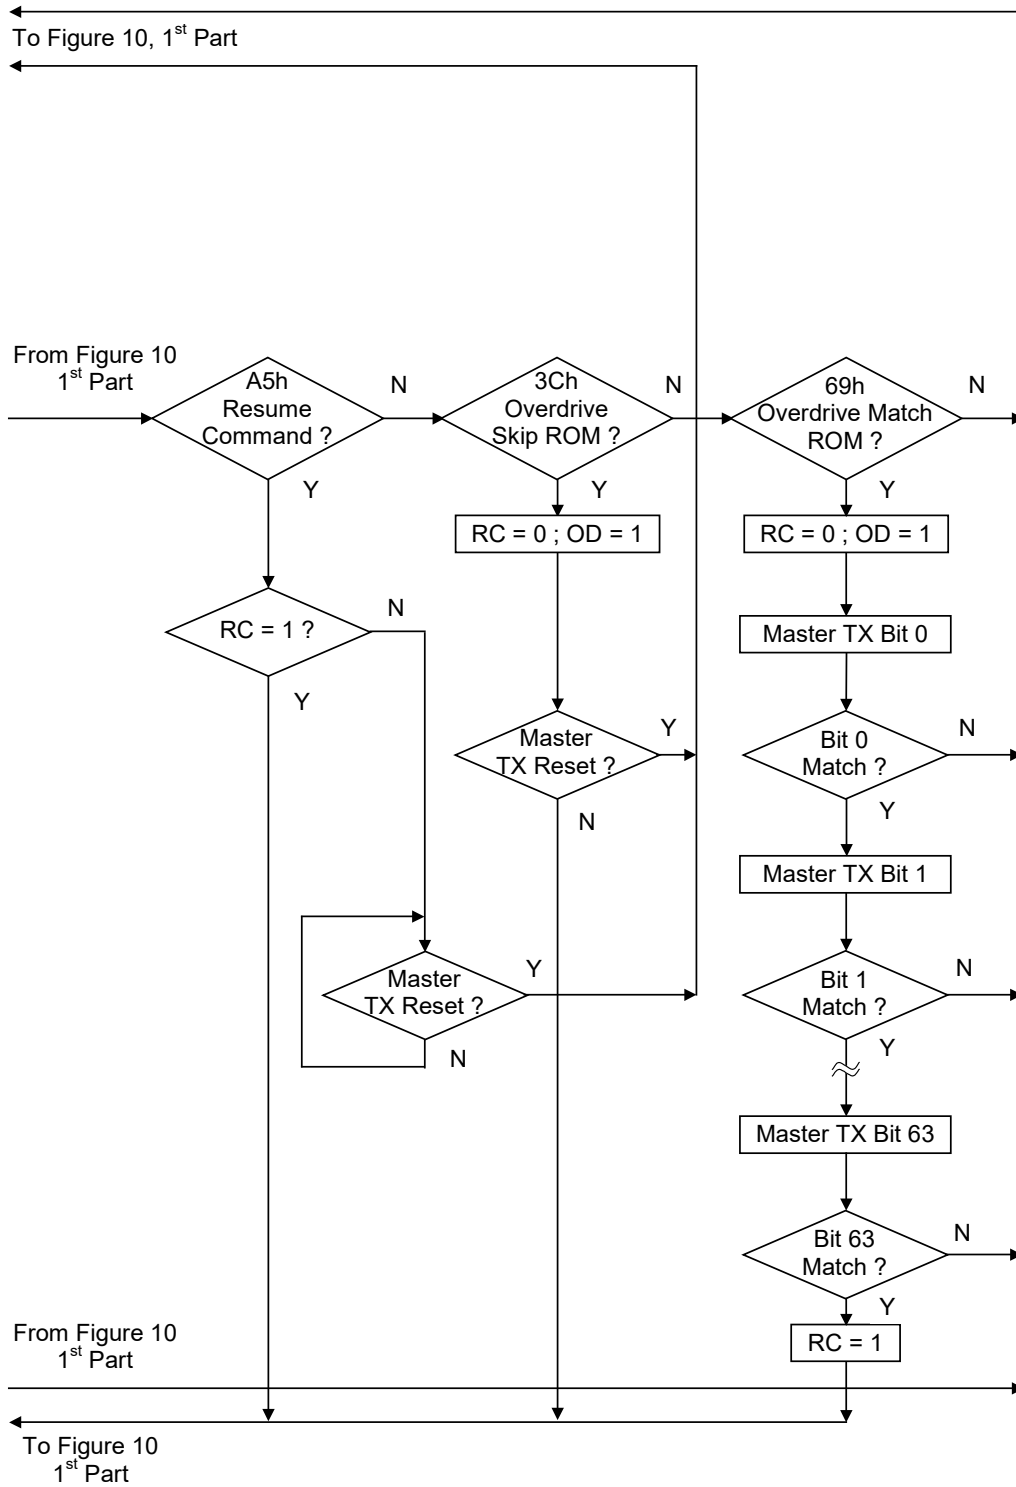 To Figure 10, 1st Part
From Figure 10
1st Part
A5h
Resume
Command ?
N
3Ch
Overdrive
Skip ROM ?
N
69h
Overdrive Match
ROM ?
N
Y
Y
Y
RC = 0 ; OD = 1
RC = 0 ; OD = 1
RC = 1 ?
N
Y
Master TX Bit 0
Master
TX Reset ?
Y
N
Bit 0
Match ?
N
Y
Master TX Bit 1
Master
TX Reset ?
Y
N
Bit 1
Match ?
N
Y
Master TX Bit 63
Bit 63
Match ?
N
Y
RC = 1
From Figure 10
1st Part
To Figure 10
1st Part